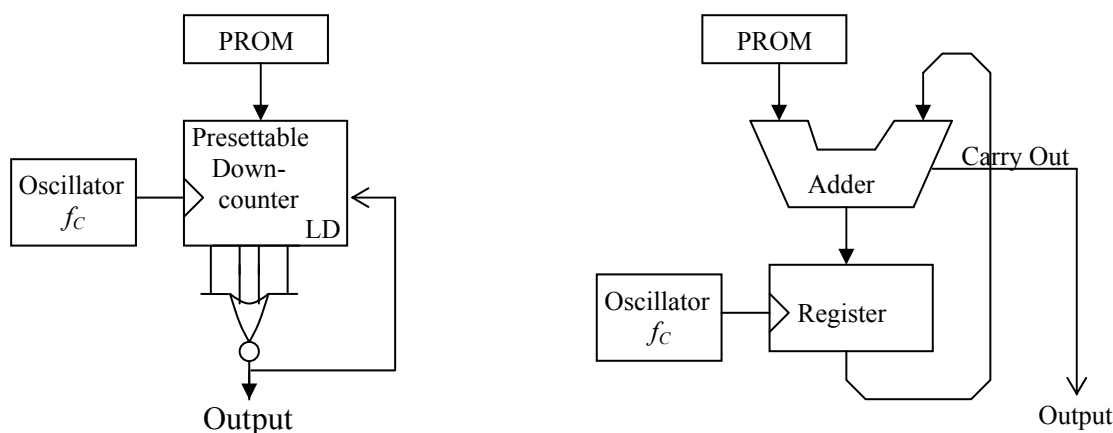 PROM
Presettable
Down-
counter
LD
Oscillator
fC
Output
PROM
Carry Out
Adder
Oscillator
fC
Register
Output